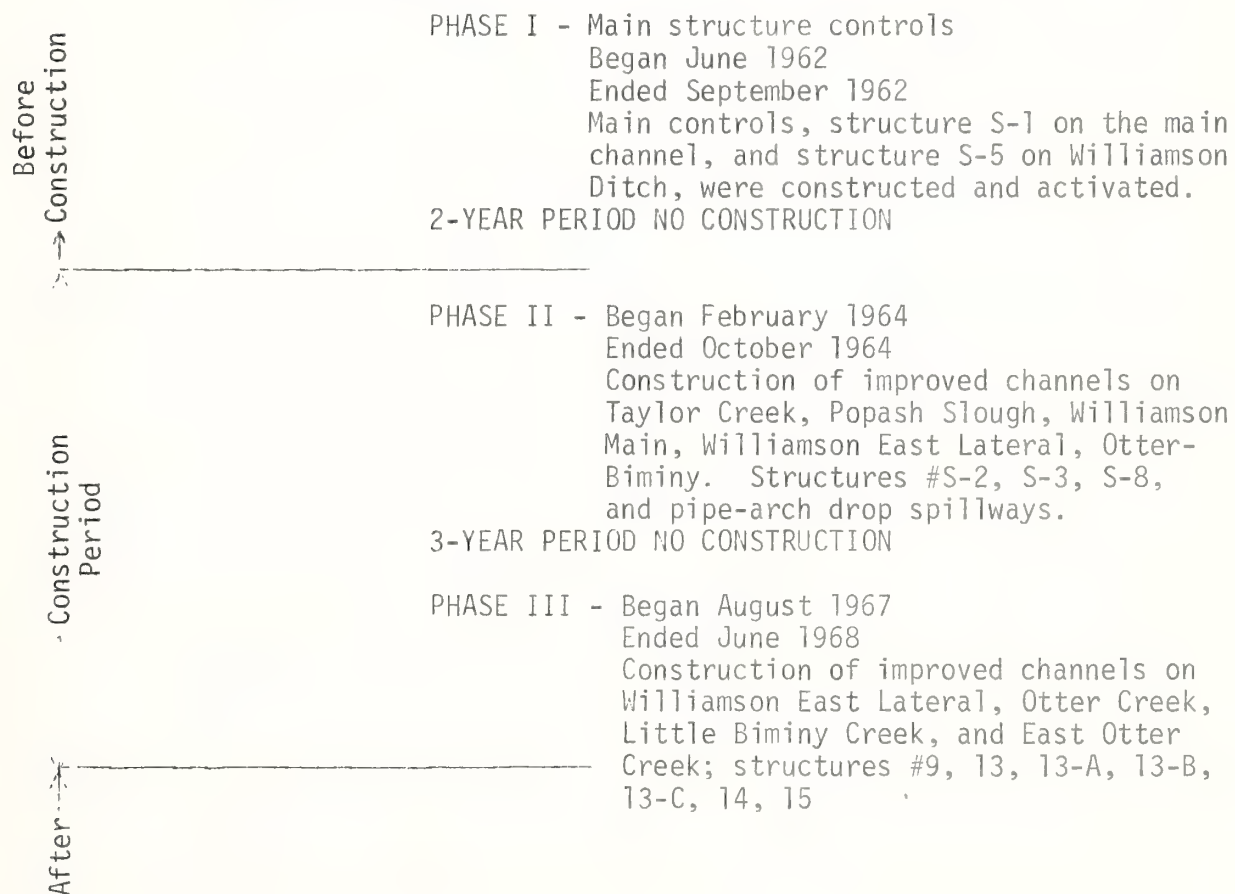 Before
Construction
PHASE I - Main structure controls
Began June 1962
Ended September 1962
Main controls, structure S-1 on the main
channel, and structure S-5 on Williamson
Ditch, were constructed and activated.
2-YEAR PERIOD NO CONSTRUCTION
Construction
Period
PHASE II - Began February 1964
Ended October 1964
Construction of improved channels on
Taylor Creek, Popash Slough, Williamson
Main, Williamson East Lateral, Otter-
Biminy. Structures #S-2, S-3, S-8,
and pipe-arch drop spillways.
3-YEAR PERIOD NO CONSTRUCTION
PHASE III - Began August 1967
Ended June 1968
Construction of improved channels on
Williamson East Lateral, Otter Creek,
Little Biminy Creek, and East Otter
Creek; structures #9, 13, 13-A, 13-B,
13-C, 14, 15
After